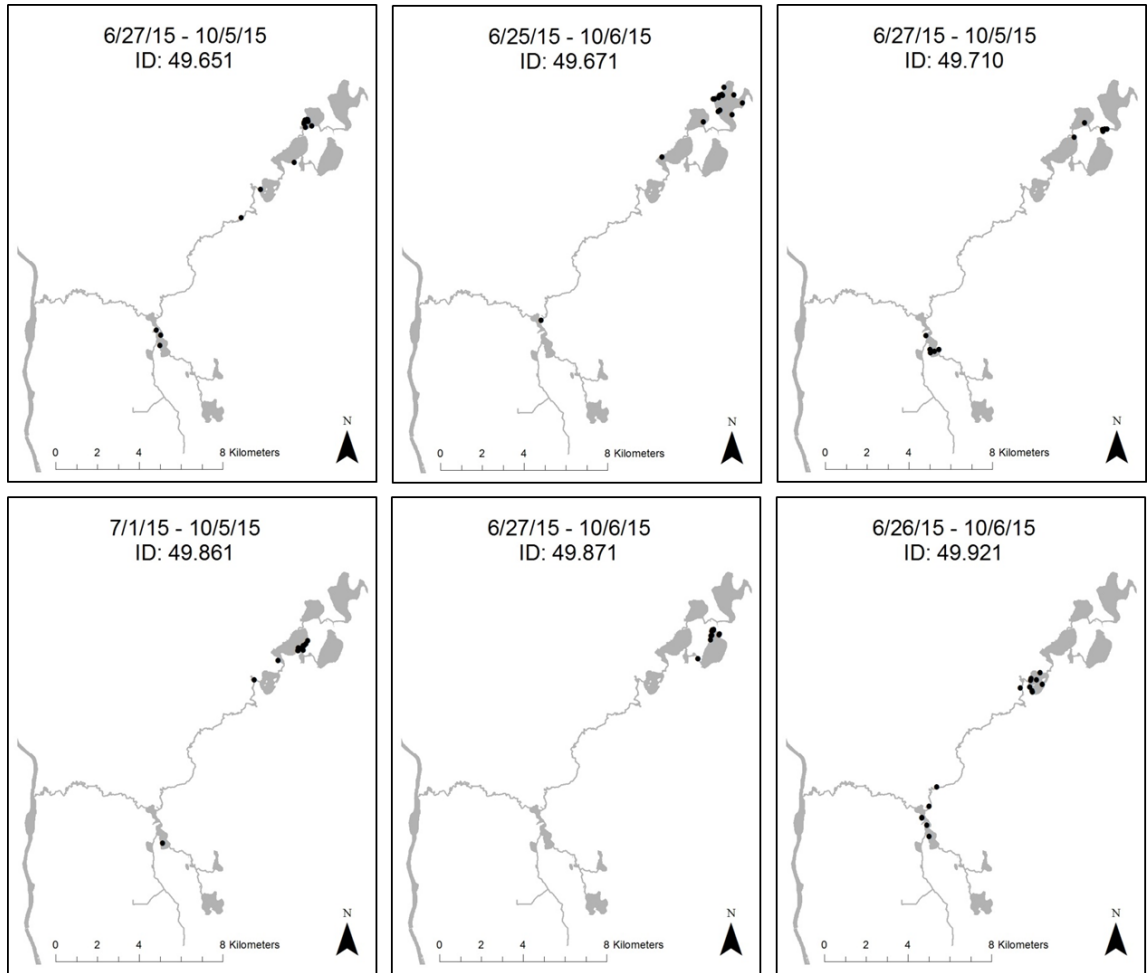 6/27/15 - 10/5/15
ID: 49.651
N
0 2 4 8 Kilometers
6/25/15 - 10/6/15
ID: 49.671
N
0 2 4 8 Kilometers
6/27/15 - 10/5/15
ID: 49.710
N
0 2 4 8 Kilometers
7/1/15 - 10/5/15
ID: 49.861
N
0 2 4 8 Kilometers
6/27/15 - 10/6/15
ID: 49.871
N
0 2 4 8 Kilometers
6/26/15 - 10/6/15
ID: 49.921
N
0 2 4 8 Kilometers